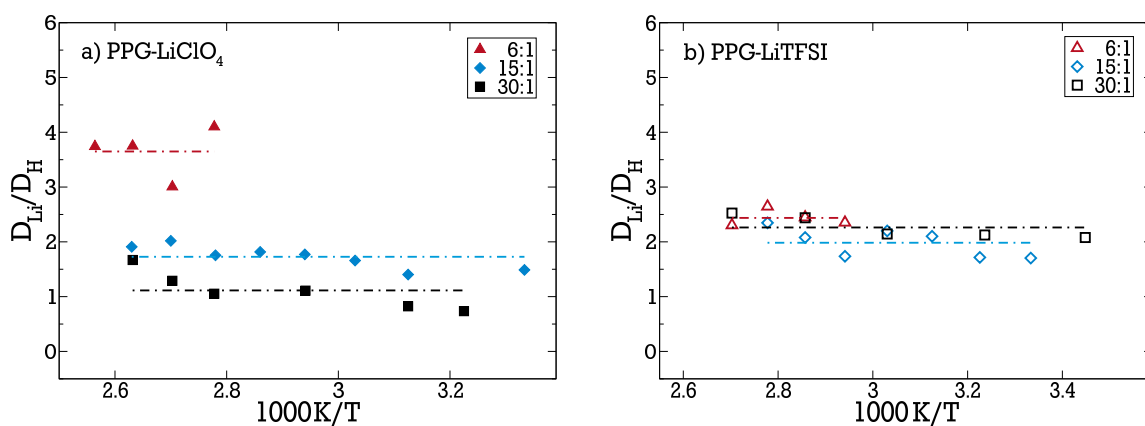 a) PPG-LiClO4
6:1
15:1
30:1
6
5
4
3
2
1
0
DLi/DH
2.6 2.8 3 3.2
1000K/T
b) PPG-LiTFSI
6:1
15:1
30:1
6
5
4
3
2
1
0
DLi/DH
2.6 2.8 3 3.2 3.4
1000K/T